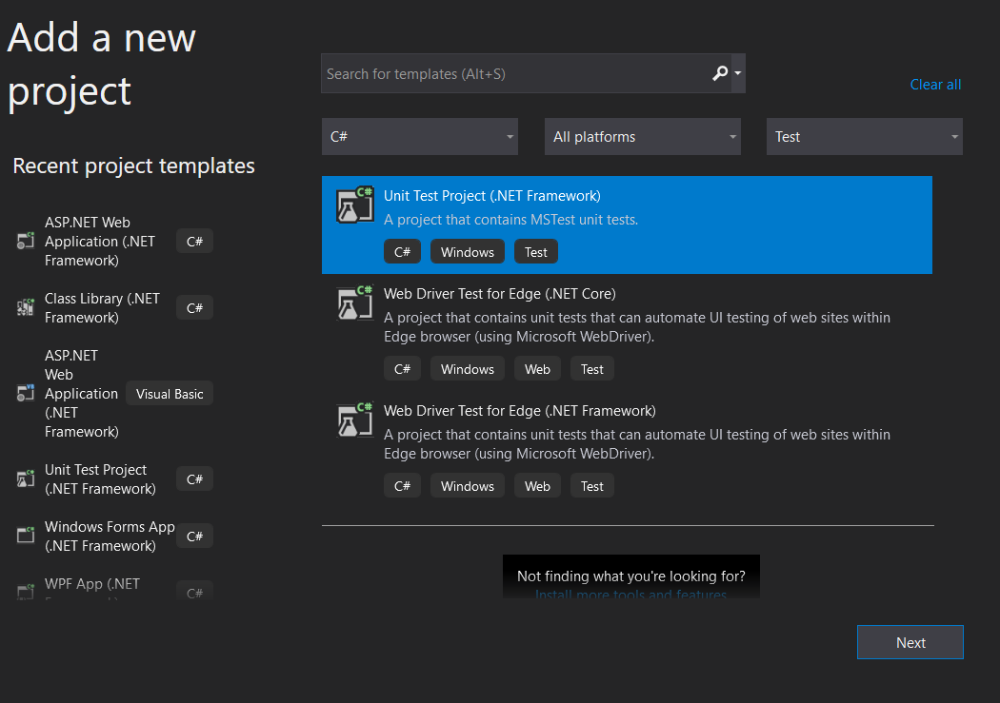 Add a new
project
Search for templates (Alt+S)
Clear all
C#
All platforms
Test
Recent project templates
ASP.NET Web
Application (.NET
Framework)
C#
Class Library (.NET
Framework)
C#
ASP.NET
Web
Application
(.NET
Framework)
Visual Basic
Unit Test Project
(.NET Framework)
C#
Windows Forms App
(.NET Framework)
C#
WPF App (.NET
C#
Unit Test Project (.NET Framework)
A project that contains MSTest unit tests.
C# Windows Test
Web Driver Test for Edge (.NET Core)
A project that contains unit tests that can automate UI testing of web sites within
Edge browser (using Microsoft WebDriver).
C# Windows Web Test
Web Driver Test for Edge (.NET Framework)
A project that contains unit tests that can automate UI testing of web sites within
Edge browser (using Microsoft WebDriver).
C# Windows Web Test
Not finding what you're looking for?
Install more tools and features
Next